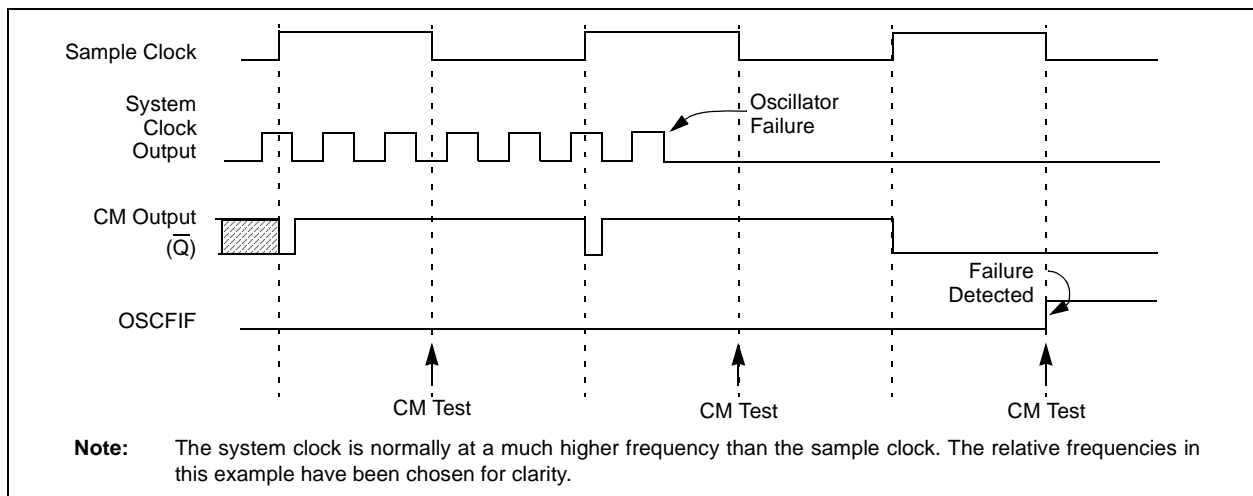 Sample Clock
System
Clock
Output
Oscillator
Failure
CM Output
(Q)
Failure
Detected
OSCFIF
CM Test
CM Test
CM Test
Note: The system clock is normally at a much higher frequency than the sample clock. The relative frequencies in
this example have been chosen for clarity.